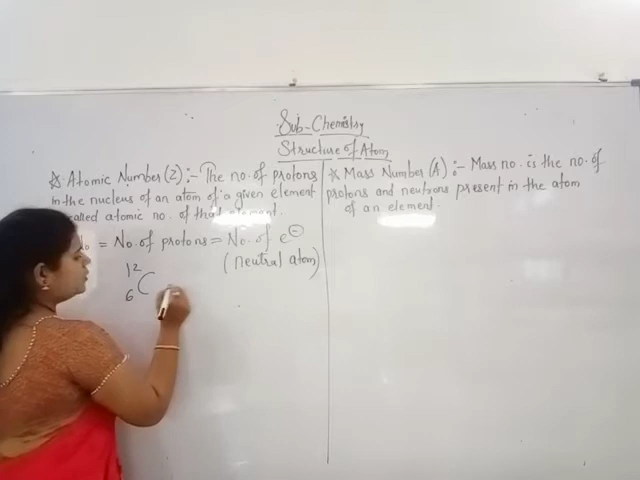 Sub - Chemistry
Structure of Atom
☆ Atomic Number (Z) :- The no. of protons
in the nucleus of an atom of a given element
called atomic no. of that element.
= No. of protons = No. of e⊖
(neutral atom)
12
C
6
☆ Mass Number (A) :- Mass no. is the no. of
protons and neutrons present in the atom
of an element.